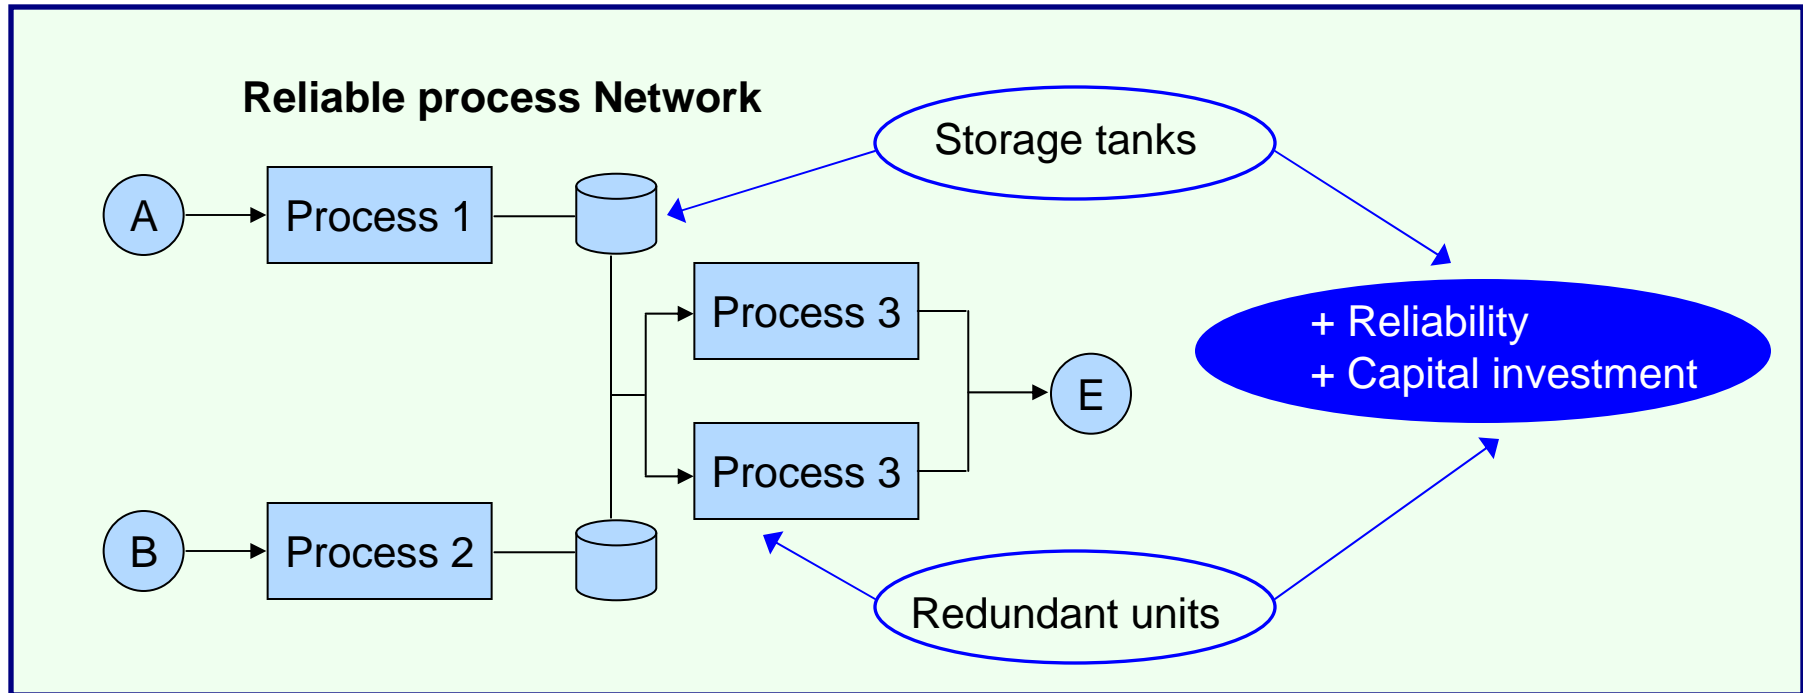 Reliable process Network
Storage tanks
A
Process 1
Process 3
+ Reliability
+ Capital investment
E
Process 3
B
Process 2
Redundant units